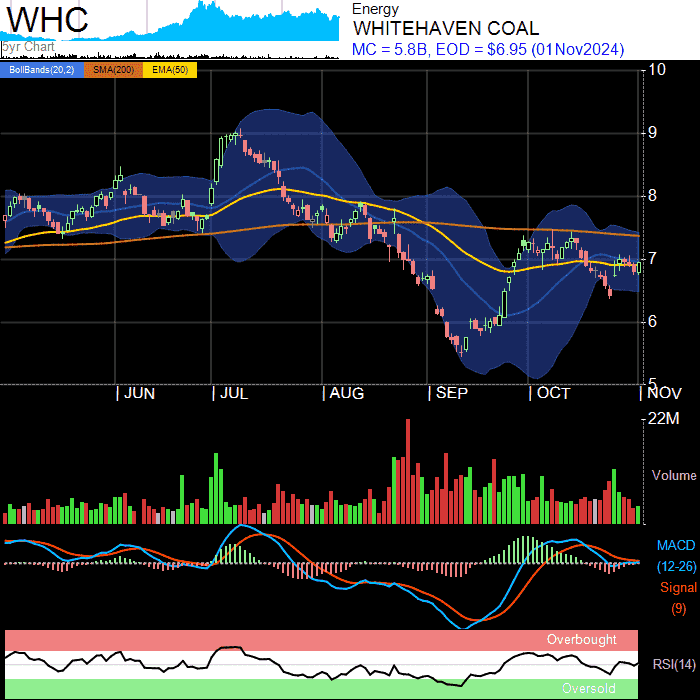 WHC
5yr Chart
Energy
WHITEHAVEN COAL
MC = 5.8B, EOD = $6.95 (01Nov2024)
BollBands(20,2) SMA(200) EMA(50)
10
9
8
7
6
5
JUN JUL AUG SEP OCT NOV
22M
Volume
MACD
(12-26)
Signal
(9)
Overbought
RSI(14)
Oversold